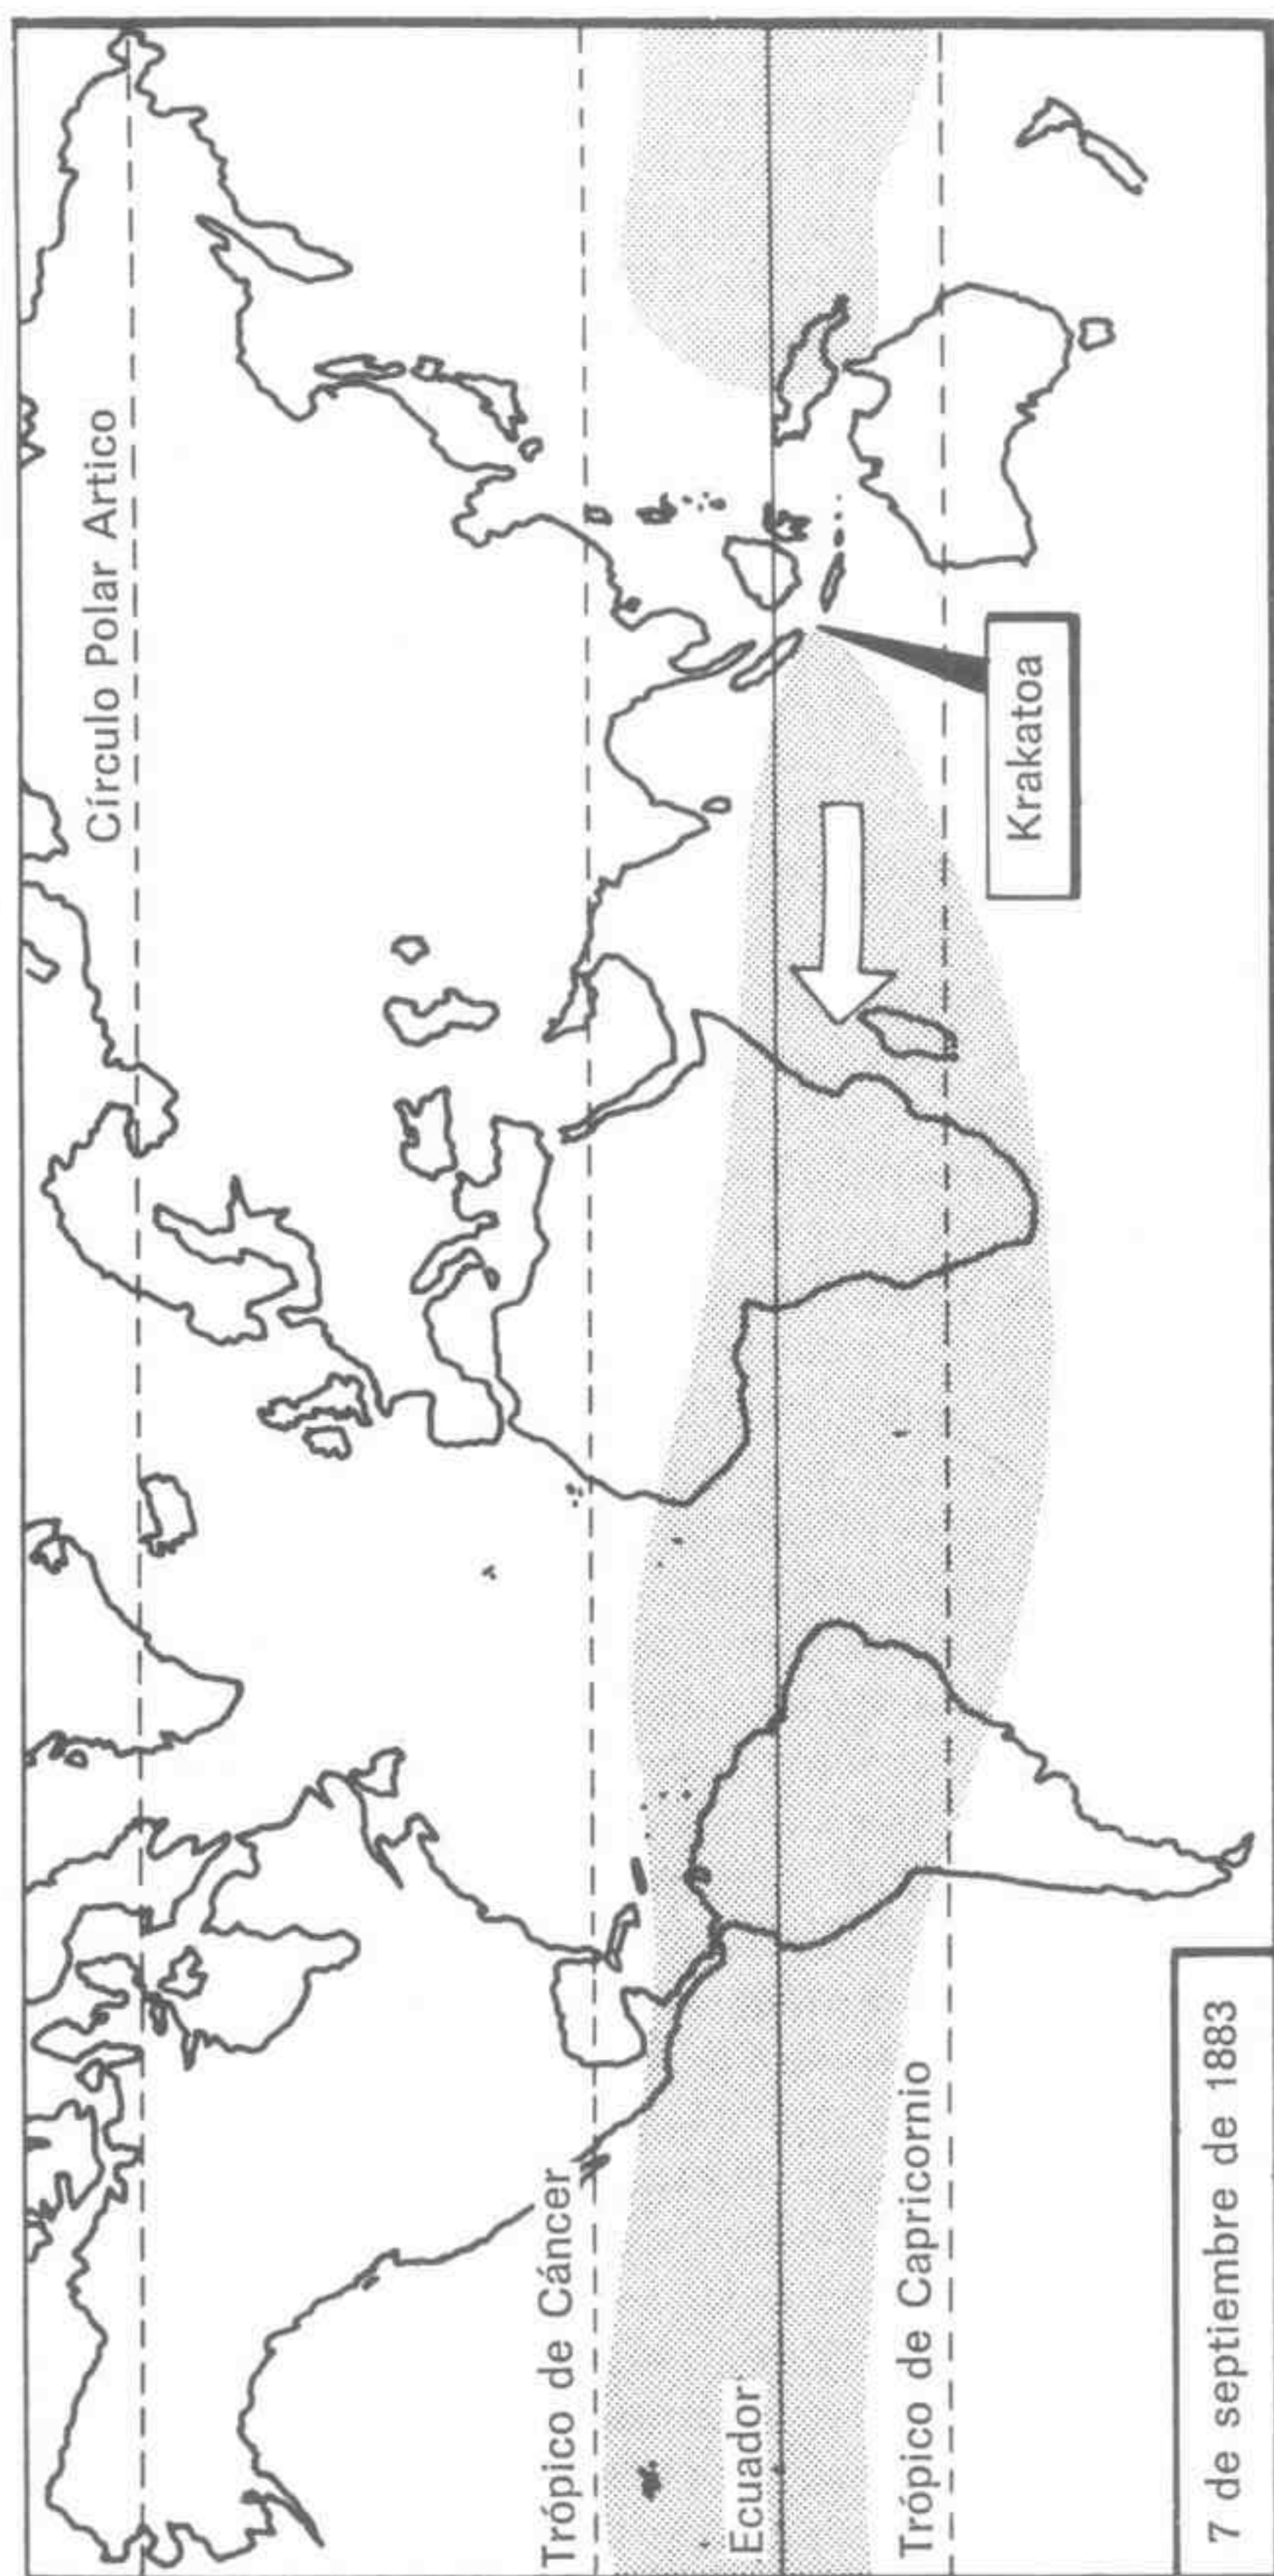 Círculo Polar Artico
Trópico de Cáncer
Ecuador
Krakatoa
Trópico de Capricornio
7 de septiembre de 1883